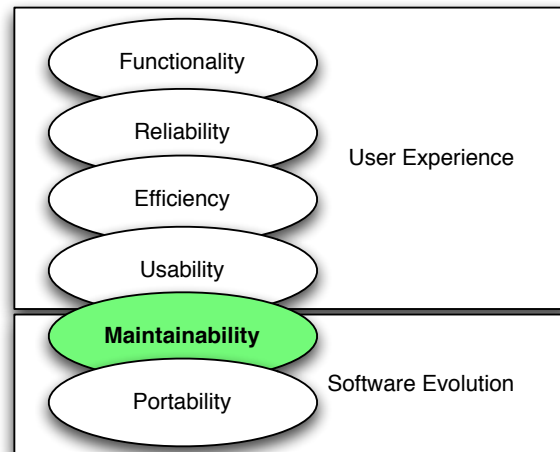 Functionality
Reliability
User Experience
Efficiency
Usability
Maintainability
Software Evolution
Portability